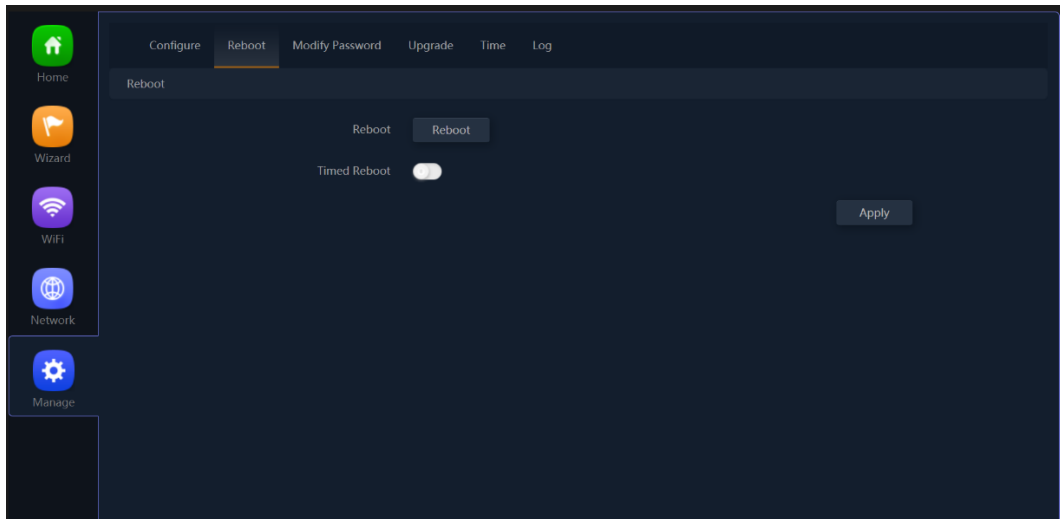 Home
Wizard
WiFi
Network
Manage
Configure Reboot Modify Password Upgrade Time Log
Reboot
Reboot Reboot
Timed Reboot
Apply